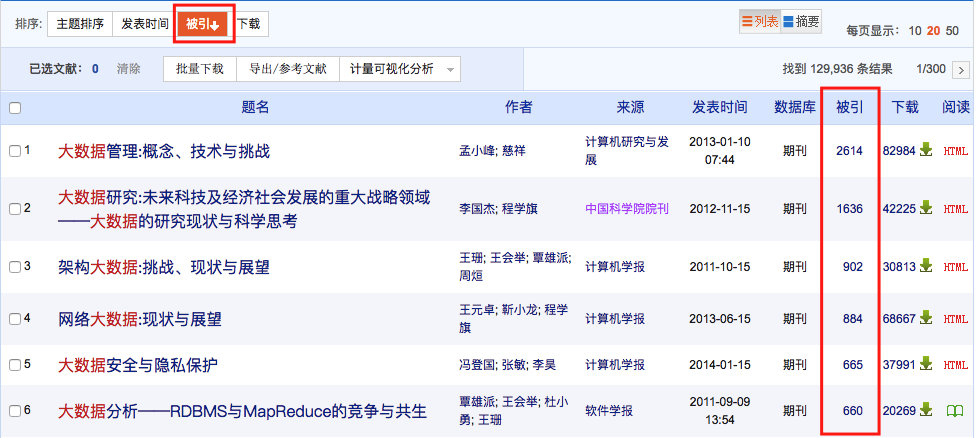 排序: 主题排序 发表时间 被引 下载 列表 摘要 每页显示: 10 20 50
已选文献: 0 清除 批量下载 导出/参考文献 计量可视化分析 找到 129,936 条结果 1/300
题名 作者 来源 发表时间 数据库 被引 下载 阅读
1 大数据管理:概念、技术与挑战 孟小峰; 慈祥 计算机研究与发 2013-01-10 期刊 2614 82984 HTML
展 07:44
2 大数据研究:未来科技及经济社会发展的重大战略领域 李国杰; 程学旗 中国科学院院刊 2012-11-15 期刊 1636 42225 HTML
——大数据的研究现状与科学思考
3 架构大数据:挑战、现状与展望 王珊; 王会举; 覃雄派; 计算机学报 2011-10-15 期刊 902 30813 HTML
周烜
4 网络大数据:现状与展望 王元卓; 靳小龙; 程学 计算机学报 2013-06-15 期刊 884 68667 HTML
旗
5 大数据安全与隐私保护 冯登国; 张敏; 李昊 计算机学报 2014-01-15 期刊 665 37991 HTML
6 大数据分析——RDBMS与MapReduce的竞争与共生 覃雄派; 王会举; 杜小 软件学报 2011-09-09 期刊 660 20269
勇; 王珊 13:54